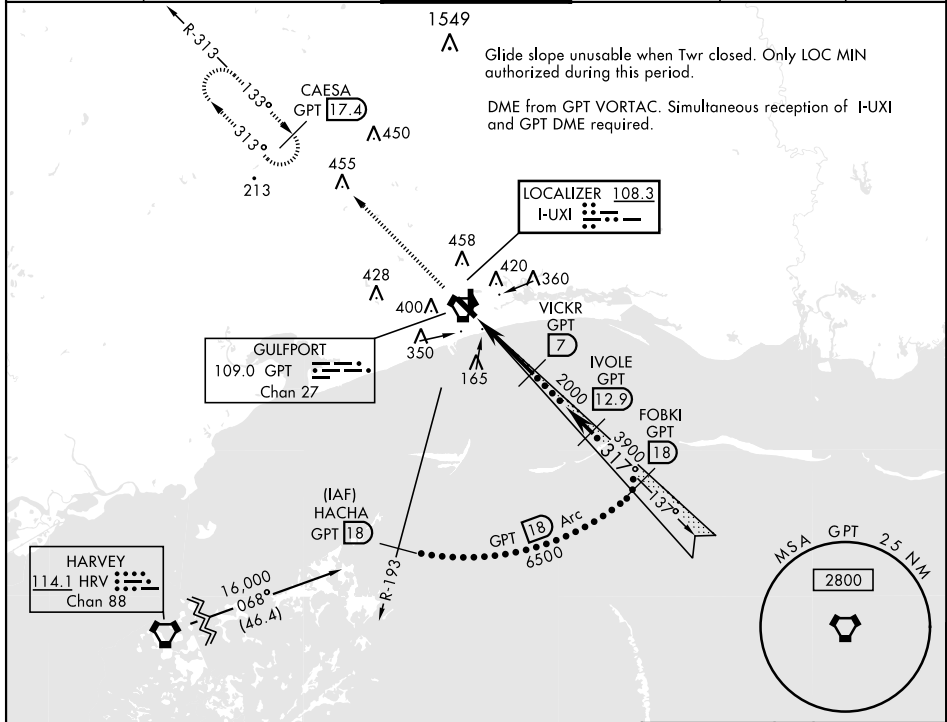 1549
Glide slope unusable when Twr closed. Only LOC MIN
authorized during this period.
DME from GPT VORTAC. Simultaneous reception of I-UXI
and GPT DME required.
R-313
133°
313°
CAESA
GPT 17.4
450
455
213
LOCALIZER 108.3
I-UXI
458
420
360
428
400
350
165
VICKR
GPT
7
GULFPORT
109.0 GPT
Chan 27
IVOLE
GPT
12.9
2000
FOBKI
GPT
18
3900
317°
137°
(IAF)
HACHA
GPT 18
GPT 18 Arc
6500
R-193
HARVEY
114.1 HRV
Chan 88
16,000
068°
(46.4)
MSA GPT 25 NM
2800